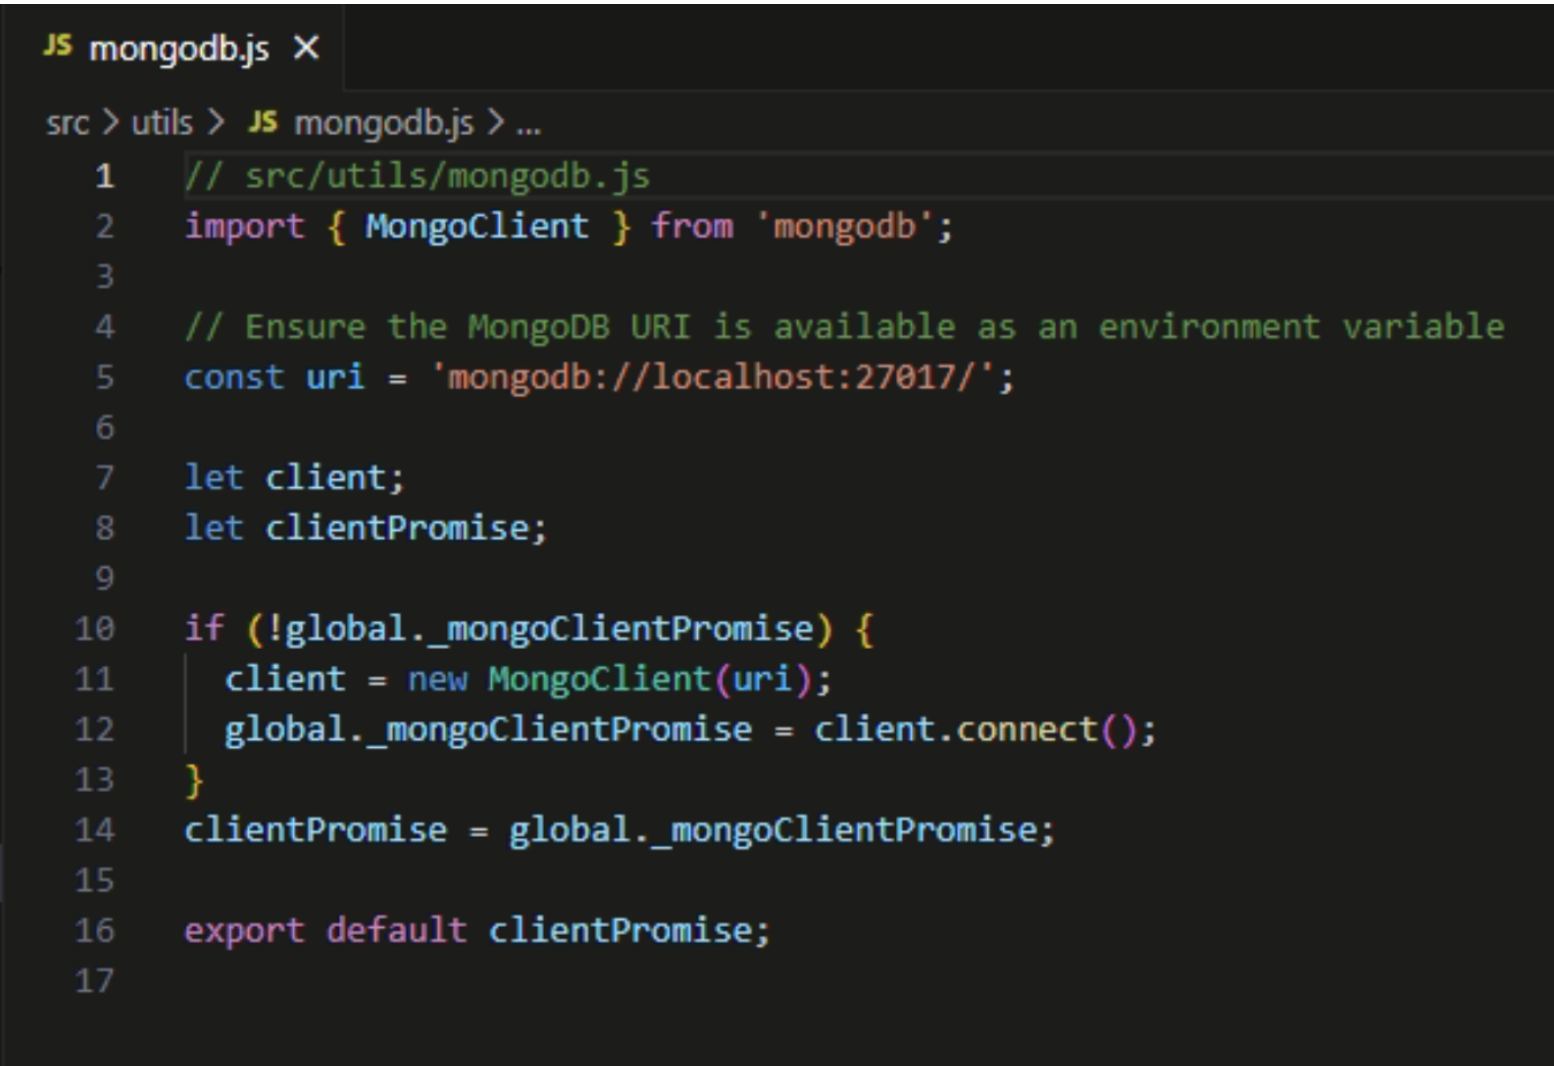 JS mongodb.js ×
src > utils > JS mongodb.js > ...
1 // src/utils/mongodb.js
2 import { MongoClient } from 'mongodb';
3
4 // Ensure the MongoDB URI is available as an environment variable
5 const uri = 'mongodb://localhost:27017/';
6
7 let client;
8 let clientPromise;
9
10 if (!global._mongoClientPromise) {
11   client = new MongoClient(uri);
12   global._mongoClientPromise = client.connect();
13 }
14 clientPromise = global._mongoClientPromise;
15
16 export default clientPromise;
17